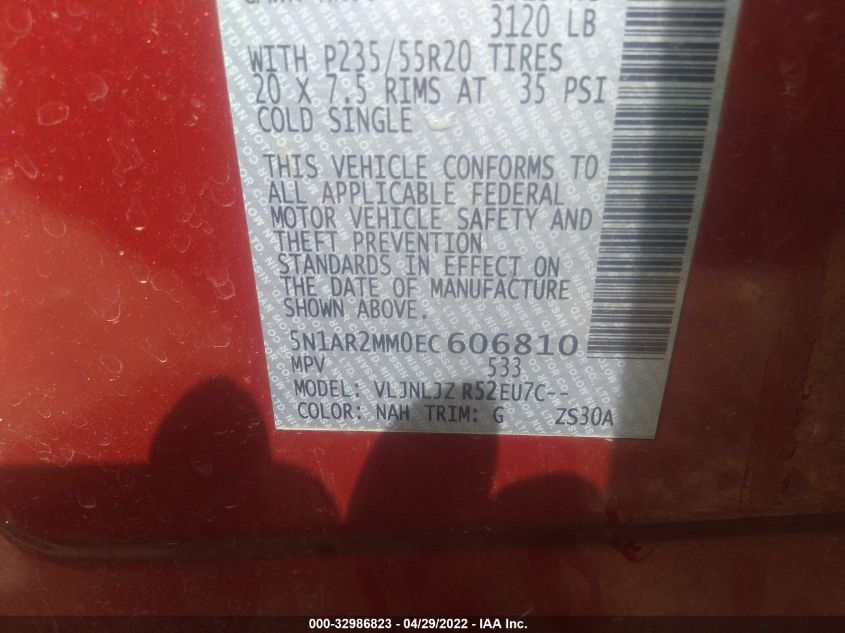 3120 LB
WITH P235/55R20 TIRES
20 X 7.5 RIMS AT 35 PSI
COLD SINGLE
THIS VEHICLE CONFORMS TO
ALL APPLICABLE FEDERAL
MOTOR VEHICLE SAFETY AND
THEFT PREVENTION
STANDARDS IN EFFECT ON
THE DATE OF MANUFACTURE
SHOWN ABOVE.
5N1AR2MM0EC606810
MPV 533
MODEL: VLJNLJZ R52EU7C--
COLOR: NAH TRIM: G ZS30A
000-32986823 - 04/29/2022 - IAA Inc.